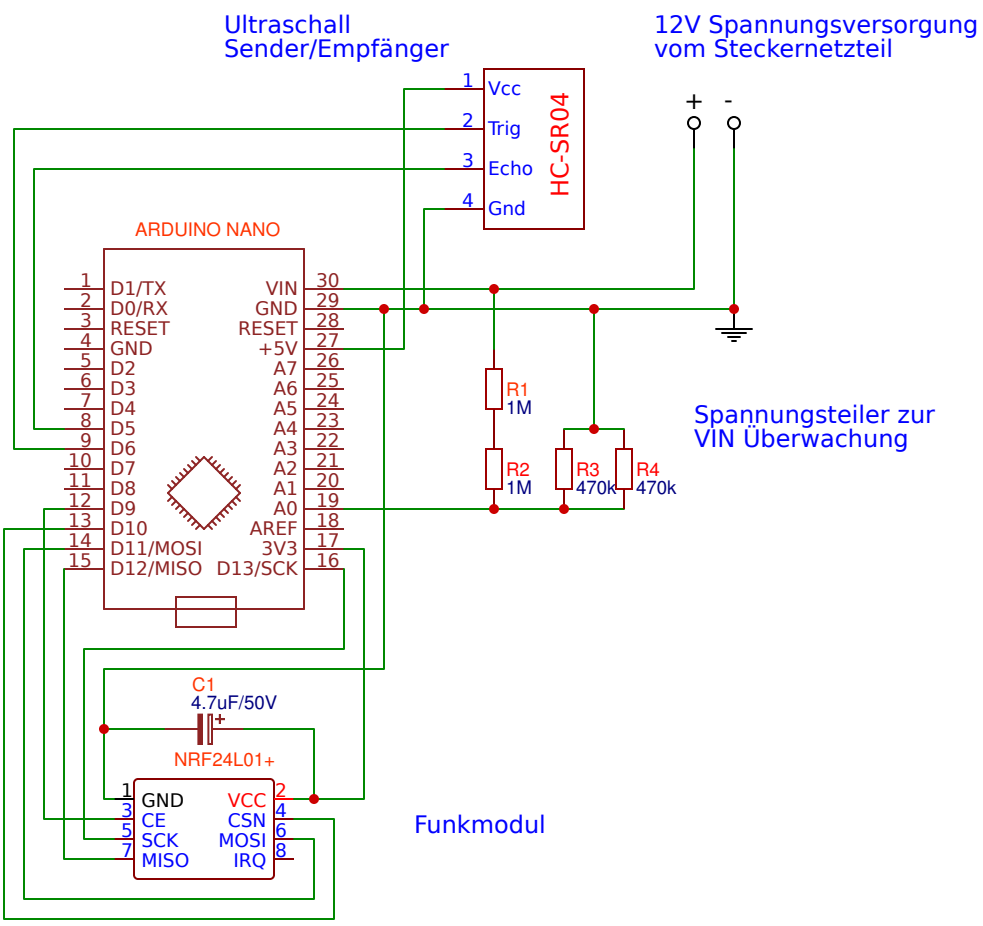 Ultraschall
Sender/Empfänger
12V Spannungsversorgung
vom Steckernetzteil
+ -
1 Vcc
2 Trig
3 Echo
4 Gnd
HC-SR04
ARDUINO NANO
1 D1/TX VIN 30
2 D0/RX GND 29
3 RESET RESET 28
4 GND +5V 27
5 D2 A7 26
6 D3 A6 25
7 D4 A5 24
8 D5 A4 23
9 D6 A3 22
10 D7 A2 21
11 D8 A1 20
12 D9 A0 19
13 D10 AREF 18
14 D11/MOSI 3V3 17
15 D12/MISO D13/SCK 16
R1
1M
R2
1M
R3
470k
R4
470k
Spannungsteiler zur
VIN Überwachung
C1
4.7uF/50V
+
NRF24L01+
1 GND VCC 2
3 CE CSN 4
5 SCK MOSI 6
7 MISO IRQ 8
Funkmodul